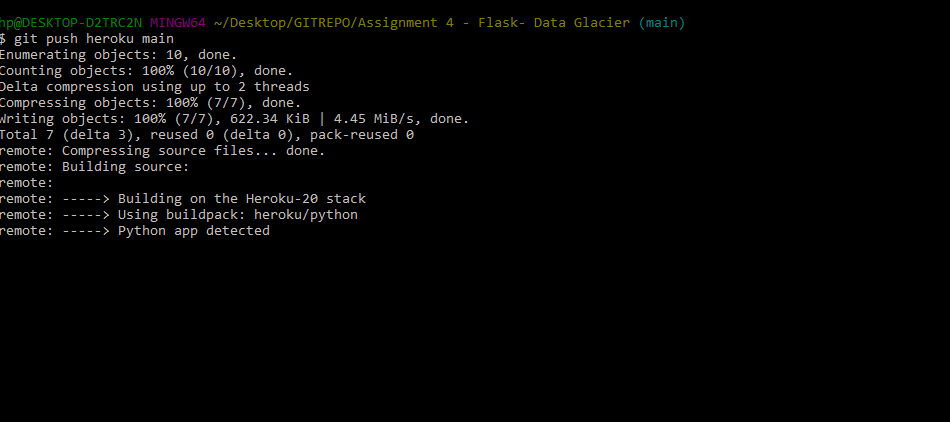 hp@DESKTOP-D2TRC2N MINGW64 ~/Desktop/GITREPO/Assignment 4 - Flask- Data Glacier (main)
$ git push heroku main
Enumerating objects: 10, done.
Counting objects: 100% (10/10), done.
Delta compression using up to 2 threads
Compressing objects: 100% (7/7), done.
Writing objects: 100% (7/7), 622.34 KiB | 4.45 MiB/s, done.
Total 7 (delta 3), reused 0 (delta 0), pack-reused 0
remote: Compressing source files... done.
remote: Building source:
remote:
remote: -----> Building on the Heroku-20 stack
remote: -----> Using buildpack: heroku/python
remote: -----> Python app detected